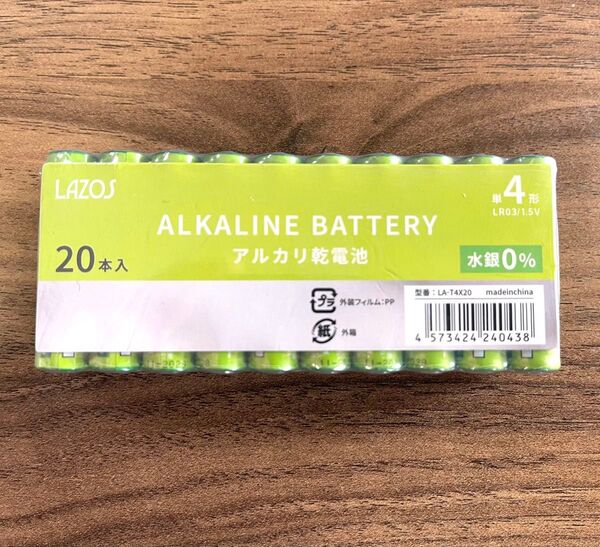 LAZOS
単4形
LR03/1.5V
ALKALINE BATTERY
アルカリ乾電池
20本入
水銀0%
プラ 外装フィルム:PP
紙 外箱
型番:LA-T4X20 madeinchina
4 573424 240438